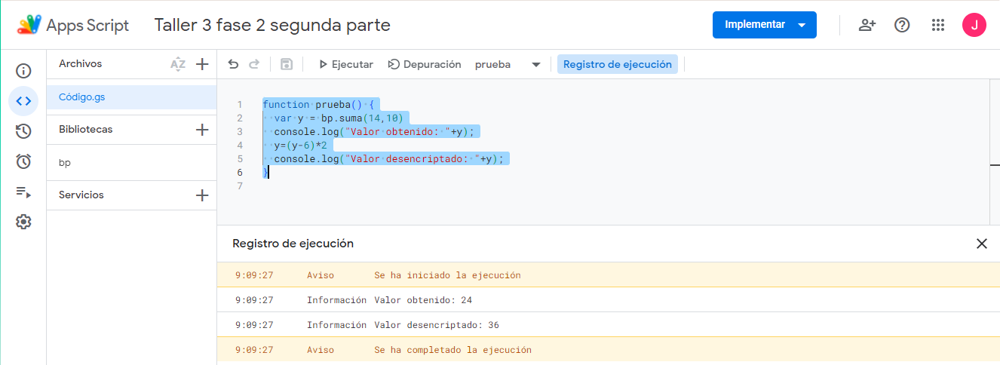 Apps Script Taller 3 fase 2 segunda parte Implementar J
Archivos AZ
Ejecutar Depuración prueba Registro de ejecución
Código.gs
Bibliotecas
bp
Servicios
1 function prueba() {
2 var y = bp.suma(14,10)
3 console.log("Valor obtenido: "+y);
4 y=(y-6)*2
5 console.log("Valor desencriptado: "+y);
6 }
7
Registro de ejecución
9:09:27 Aviso Se ha iniciado la ejecución
9:09:27 Información Valor obtenido: 24
9:09:27 Información Valor desencriptado: 36
9:09:27 Aviso Se ha completado la ejecución